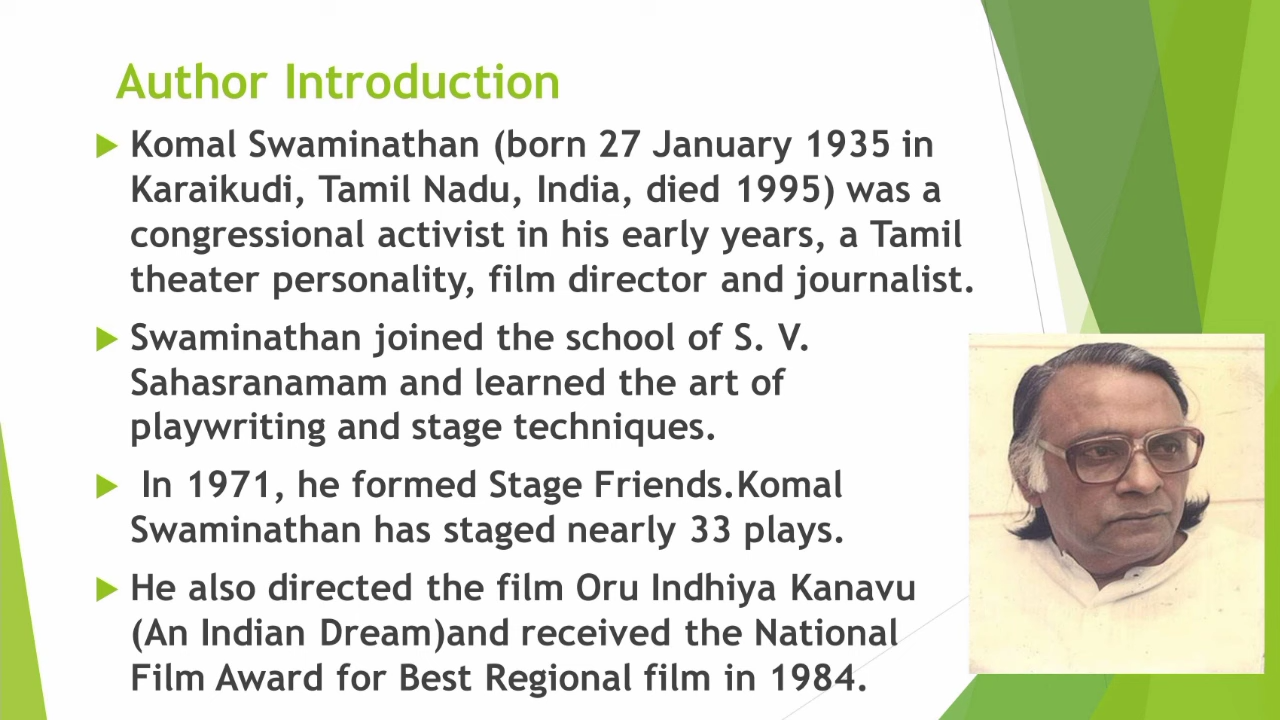 Author Introduction
Komal Swaminathan (born 27 January 1935 in
Karaikudi, Tamil Nadu, India, died 1995) was a
congressional activist in his early years, a Tamil
theater personality, film director and journalist.
Swaminathan joined the school of S. V.
Sahasranamam and learned the art of
playwriting and stage techniques.
In 1971, he formed Stage Friends.Komal
Swaminathan has staged nearly 33 plays.
He also directed the film Oru Indhiya Kanavu
(An Indian Dream)and received the National
Film Award for Best Regional film in 1984.